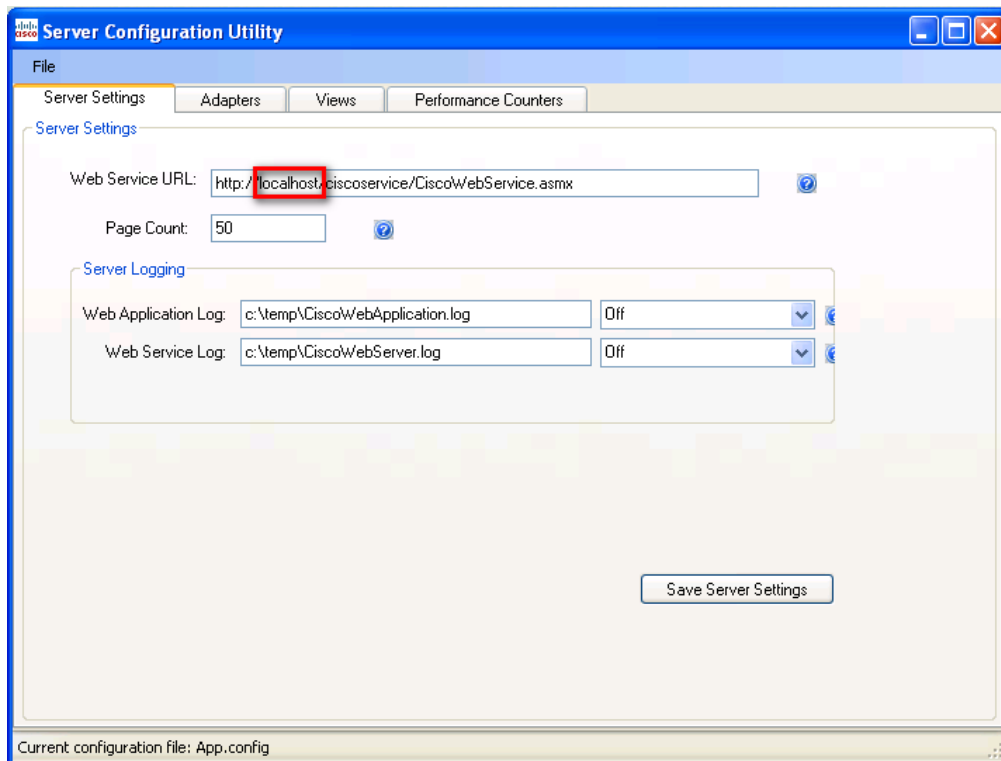 cisco Server Configuration Utility
File
Server Settings Adapters Views Performance Counters
Server Settings
Web Service URL: http://localhost/ciscoservice/CiscoWebService.asmx ?
Page Count: 50 ?
Server Logging
Web Application Log: c:\temp\CiscoWebApplication.log Off ?
Web Service Log: c:\temp\CiscoWebServer.log Off ?
Save Server Settings
Current configuration file: App.config